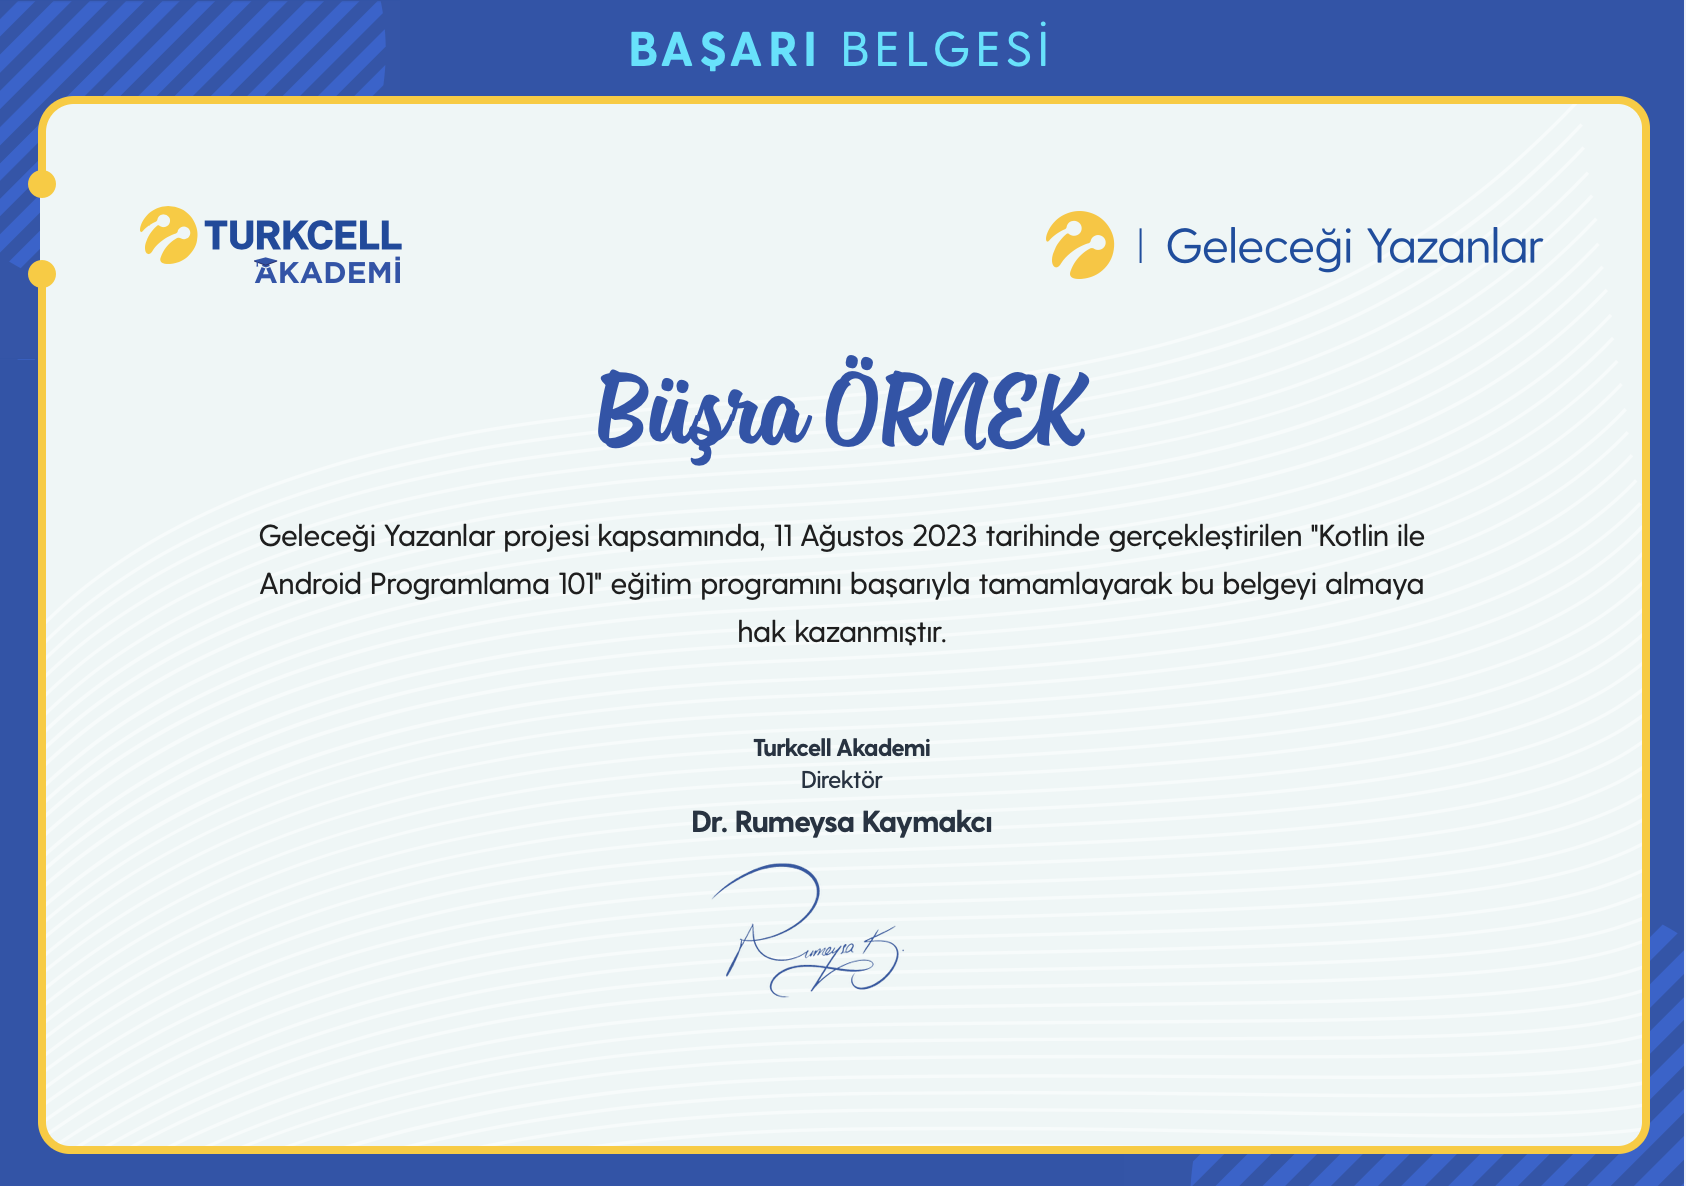 BAŞARI BELGESİ
TURKCELL
AKADEMİ
Geleceği Yazanlar
Büşra ÖRNEK
Geleceği Yazanlar projesi kapsamında, 11 Ağustos 2023 tarihinde gerçekleştirilen "Kotlin ile
Android Programlama 101" eğitim programını başarıyla tamamlayarak bu belgeyi almaya
hak kazanmıştır.
Turkcell Akademi
Direktör
Dr. Rumeysa Kaymakcı
Rumeysa K.